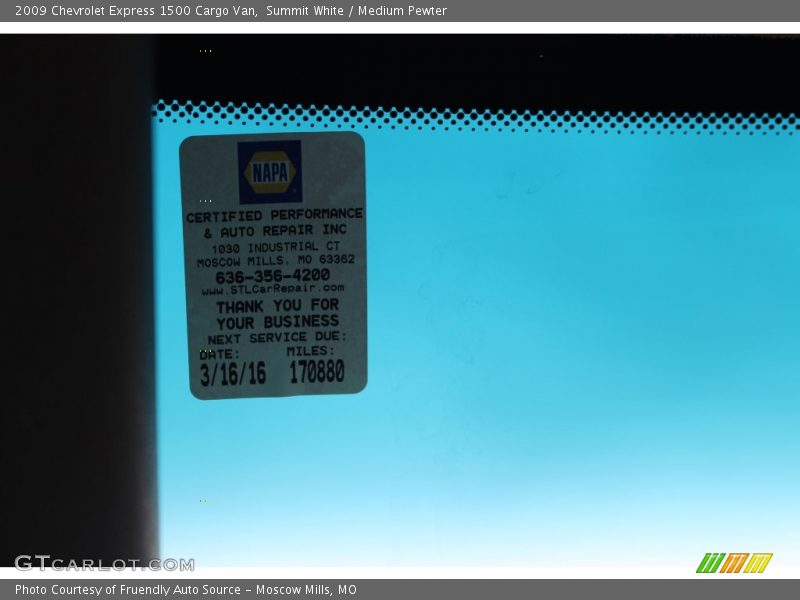 2009 Chevrolet Express 1500 Cargo Van,  Summit White / Medium Pewter
NAPA
CERTIFIED PERFORMANCE
& AUTO REPAIR INC
1030 INDUSTRIAL CT
MOSCOW MILLS, MO 63362
636-356-4200
www.STLCarRepair.com
THANK YOU FOR
YOUR BUSINESS
NEXT SERVICE DUE:
DATE: MILES:
3/16/16 170880
GTCARLOT.COM
Photo Courtesy of Fruendly Auto Source - Moscow Mills, MO